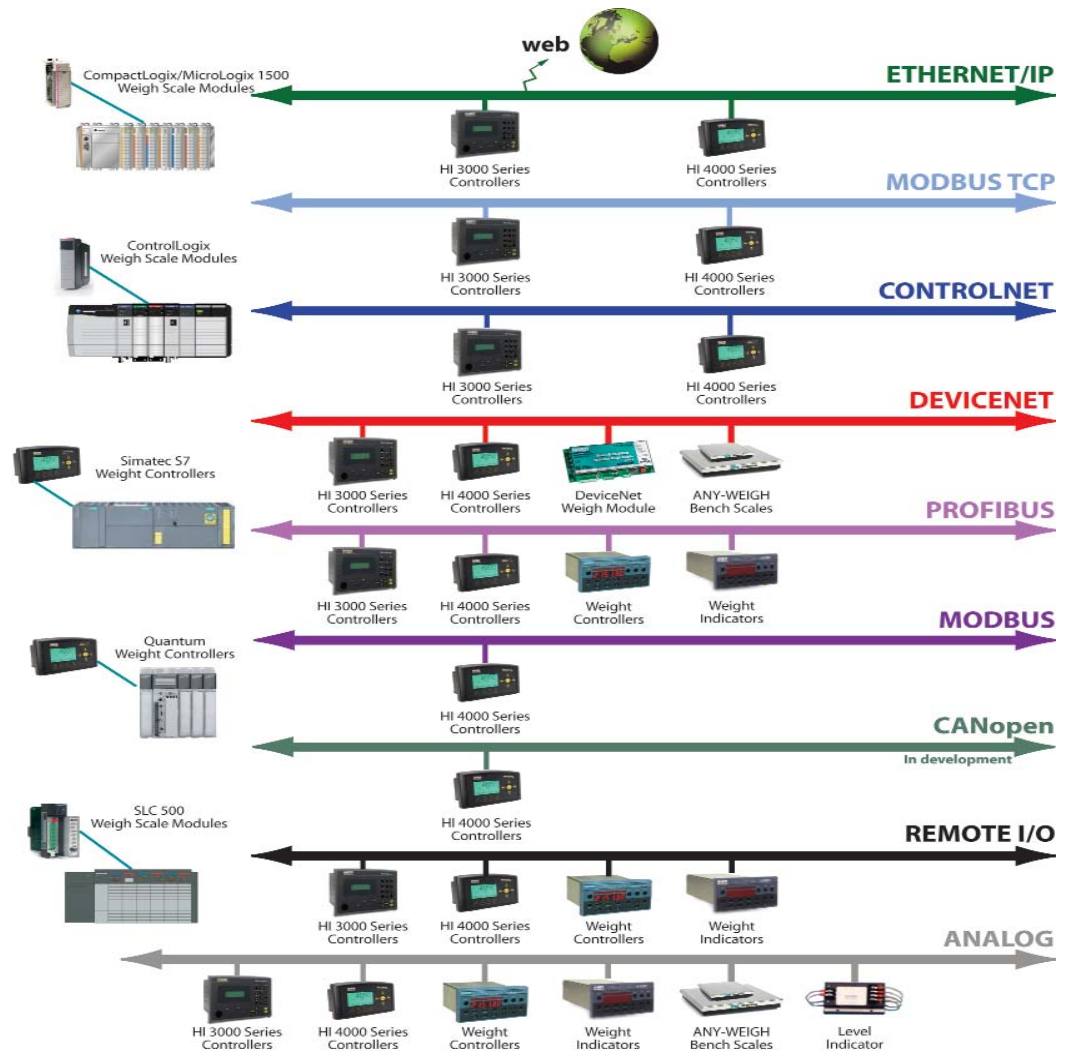 web
ETHERNET/IP
CompactLogix/MicroLogix 1500
Weigh Scale Modules
HI 3000 Series
Controllers
HI 4000 Series
Controllers
MODBUS TCP
ControlLogix
Weigh Scale Modules
HI 3000 Series
Controllers
HI 4000 Series
Controllers
CONTROLNET
HI 3000 Series
Controllers
HI 4000 Series
Controllers
DEVICENET
Simatec S7
Weight Controllers
HI 3000 Series
Controllers
HI 4000 Series
Controllers
DeviceNet
Weigh Module
ANY-WEIGH
Bench Scales
PROFIBUS
HI 3000 Series
Controllers
HI 4000 Series
Controllers
Weight
Controllers
Weight
Indicators
MODBUS
Quantum
Weight Controllers
HI 4000 Series
Controllers
CANopen
In development
HI 4000 Series
Controllers
SLC 500
Weigh Scale Modules
REMOTE I/O
HI 3000 Series
Controllers
HI 4000 Series
Controllers
Weight
Controllers
Weight
Indicators
ANALOG
HI 3000 Series
Controllers
HI 4000 Series
Controllers
Weight
Controllers
Weight
Indicators
ANY-WEIGH
Bench Scales
Level
Indicator